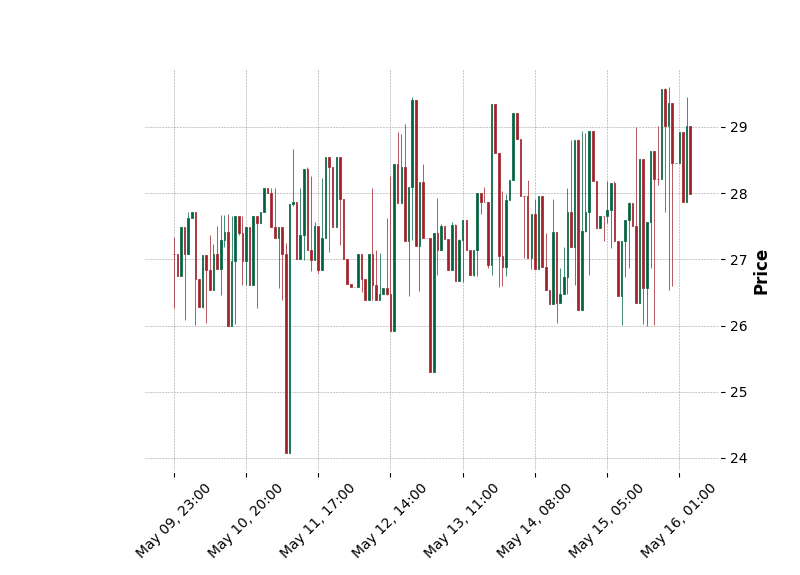 29
28
27
26
25
24
Price
May 09, 23:00
May 10, 20:00
May 11, 17:00
May 12, 14:00
May 13, 11:00
May 14, 08:00
May 15, 05:00
May 16, 01:00